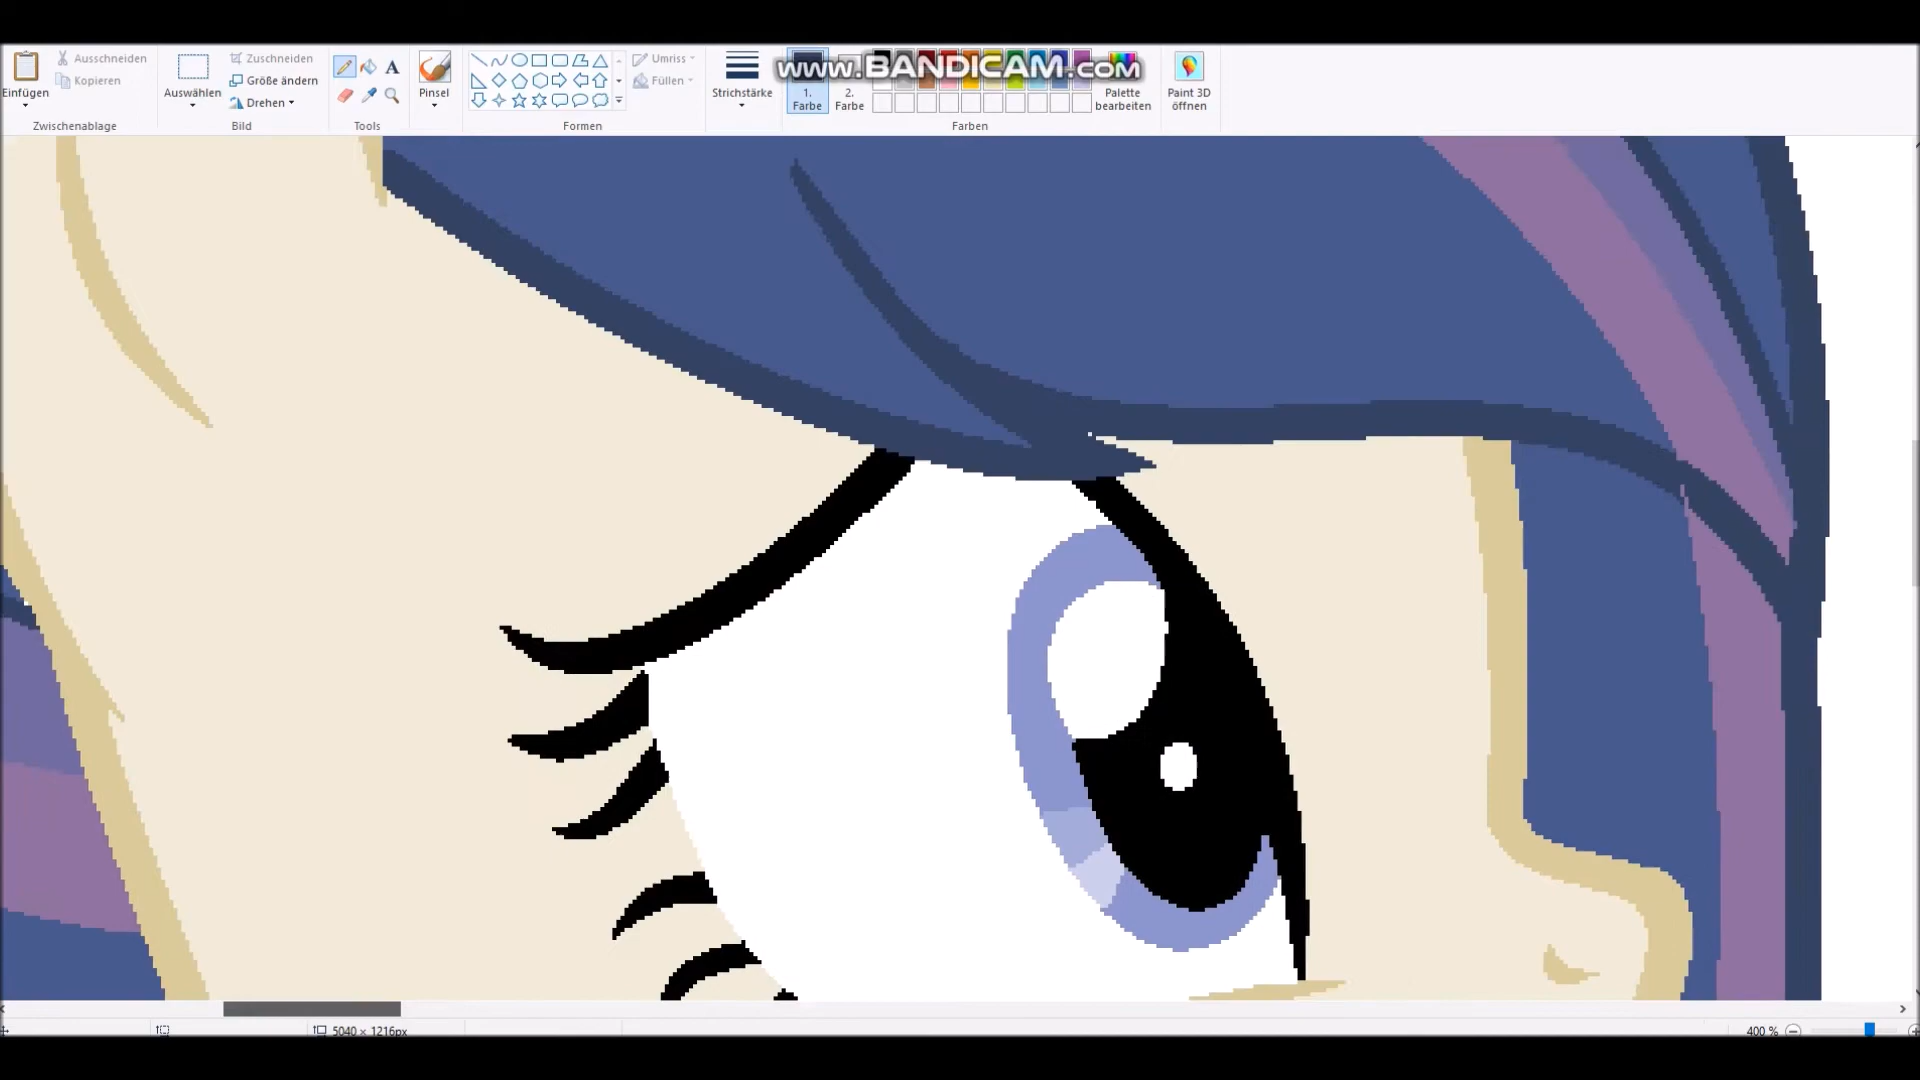 Einfügen
Ausschneiden
Kopieren
Zwischenablage
Auswählen
Zuschneiden
Größe ändern
Drehen
Bild
A
Tools
Pinsel
Formen
Umriss
Füllen
Strichstärke
1.
Farbe
2.
Farbe
www.BANDICAM.com
Palette
bearbeiten
Farben
Paint 3D
öffnen
5040 × 1216px
400 %